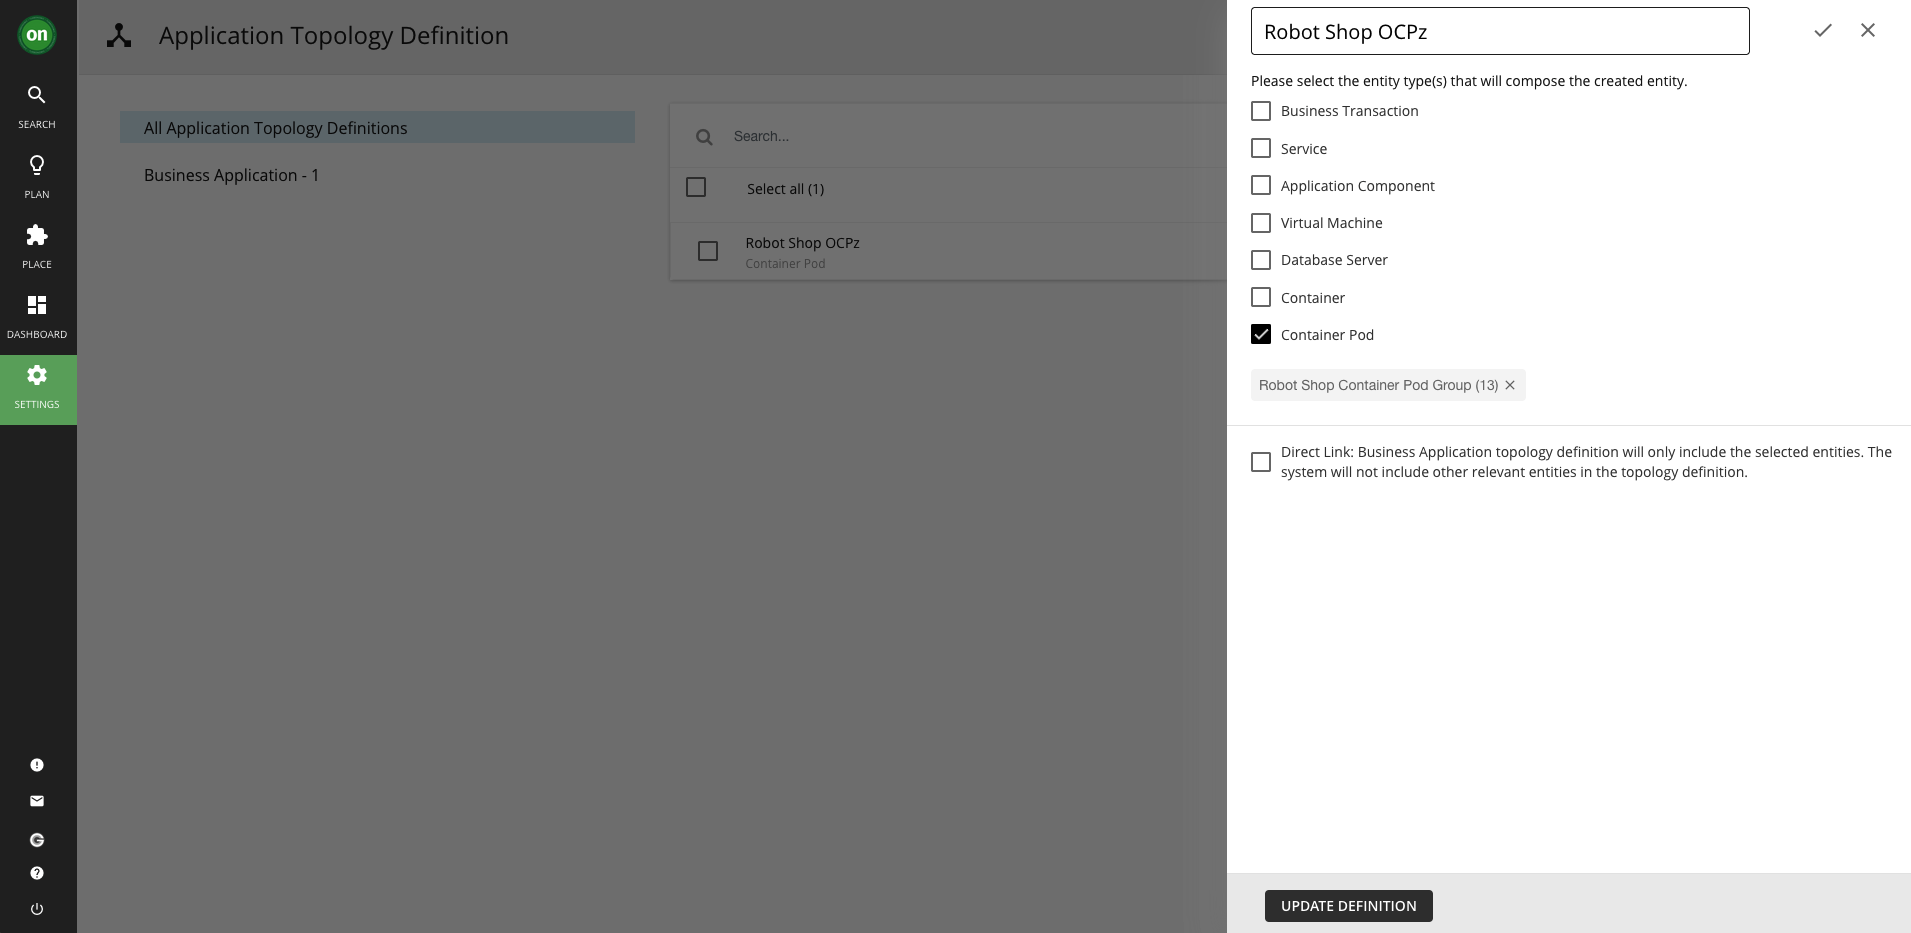 on
SEARCH
PLAN
PLACE
DASHBOARD
SETTINGS
Application Topology Definition
All Application Topology Definitions
Business Application - 1
Search...
Select all (1)
Robot Shop OCPz
Container Pod
Robot Shop OCPz
Please select the entity type(s) that will compose the created entity.
Business Transaction
Service
Application Component
Virtual Machine
Database Server
Container
Container Pod
Robot Shop Container Pod Group (13)
Direct Link: Business Application topology definition will only include the selected entities. The
system will not include other relevant entities in the topology definition.
UPDATE DEFINITION